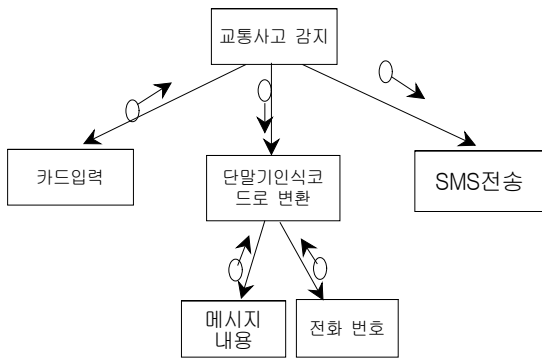 교통사고 감지
카드입력
단말기인식코
드로 변환
SMS전송
메시지
내용
전화 번호